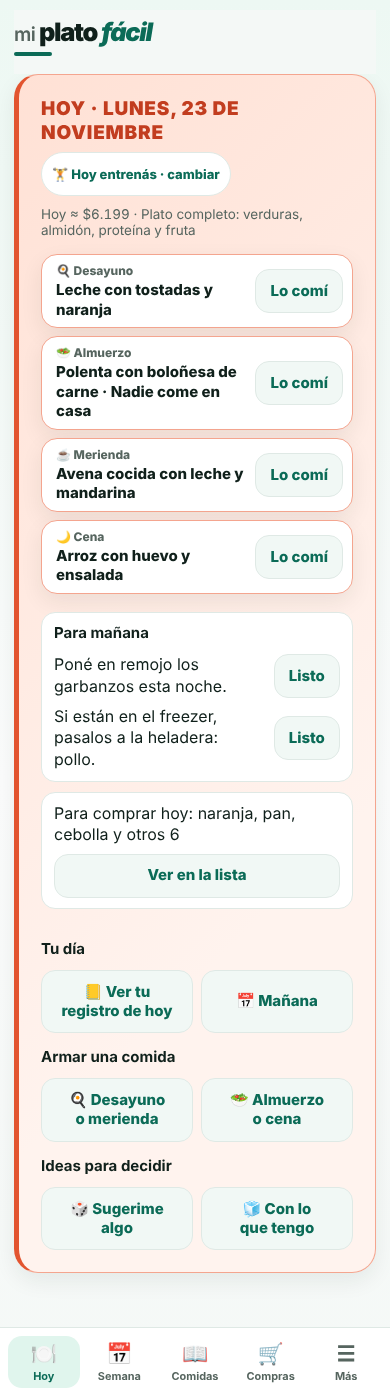 mi plato fácil
HOY · LUNES, 23 DE
NOVIEMBRE
🏋️ Hoy entrenás · cambiar
Hoy ≈ $6.199 · Plato completo: verduras,
almidón, proteína y fruta
🍳 Desayuno
Leche con tostadas y
naranja
Lo comí
🥗 Almuerzo
Polenta con boloñesa de
carne · Nadie come en
casa
Lo comí
☕ Merienda
Avena cocida con leche y
mandarina
Lo comí
🌙 Cena
Arroz con huevo y
ensalada
Lo comí
Para mañana
Poné en remojo los
garbanzos esta noche.
Listo
Si están en el freezer,
pasalos a la heladera:
pollo.
Listo
Para comprar hoy: naranja, pan,
cebolla y otros 6
Ver en la lista
Tu día
📒 Ver tu
registro de hoy
📅 Mañana
Armar una comida
🍳 Desayuno
o merienda
🥗 Almuerzo
o cena
Ideas para decidir
🎲 Sugerime
algo
🧊 Con lo
que tengo
Hoy
Semana
Comidas
Compras
Más